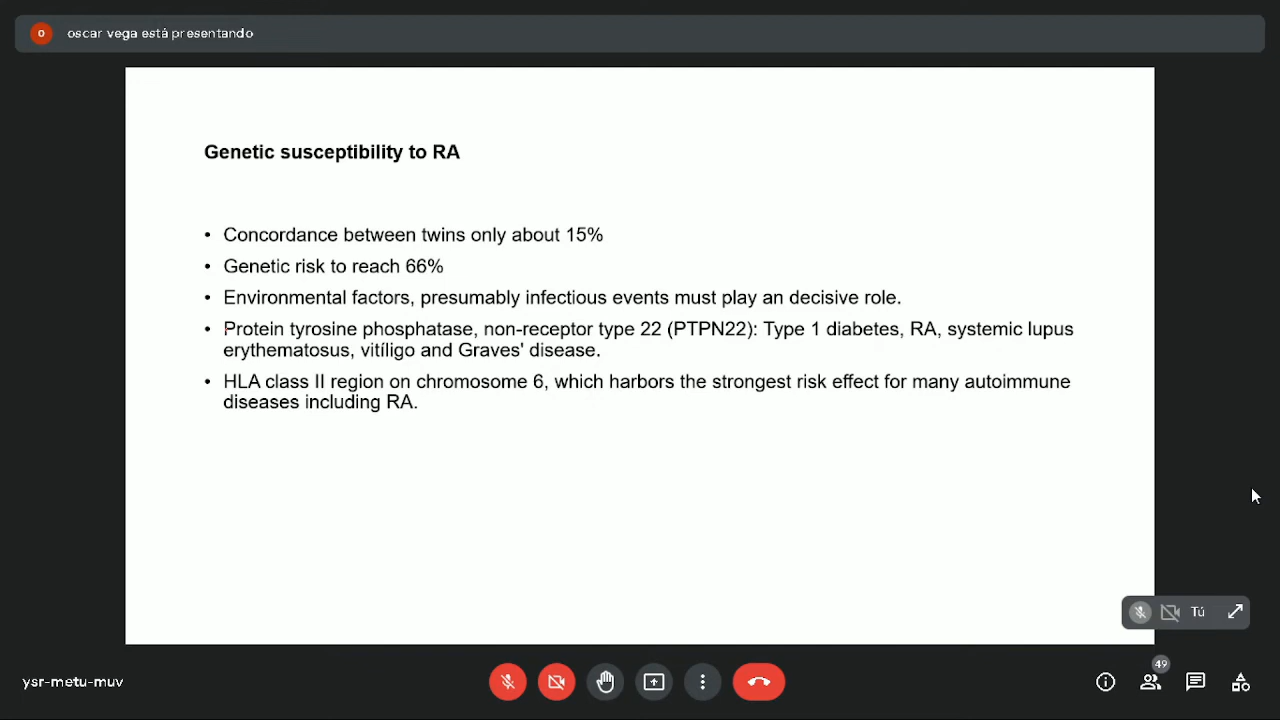 O oscar vega está presentando
Genetic susceptibility to RA
• Concordance between twins only about 15%
• Genetic risk to reach 66%
• Environmental factors, presumably infectious events must play an decisive role.
• Protein tyrosine phosphatase, non-receptor type 22 (PTPN22): Type 1 diabetes, RA, systemic lupus
erythematosus, vitíligo and Graves' disease.
• HLA class II region on chromosome 6, which harbors the strongest risk effect for many autoimmune
diseases including RA.
Tú
ysr-metu-muv
49